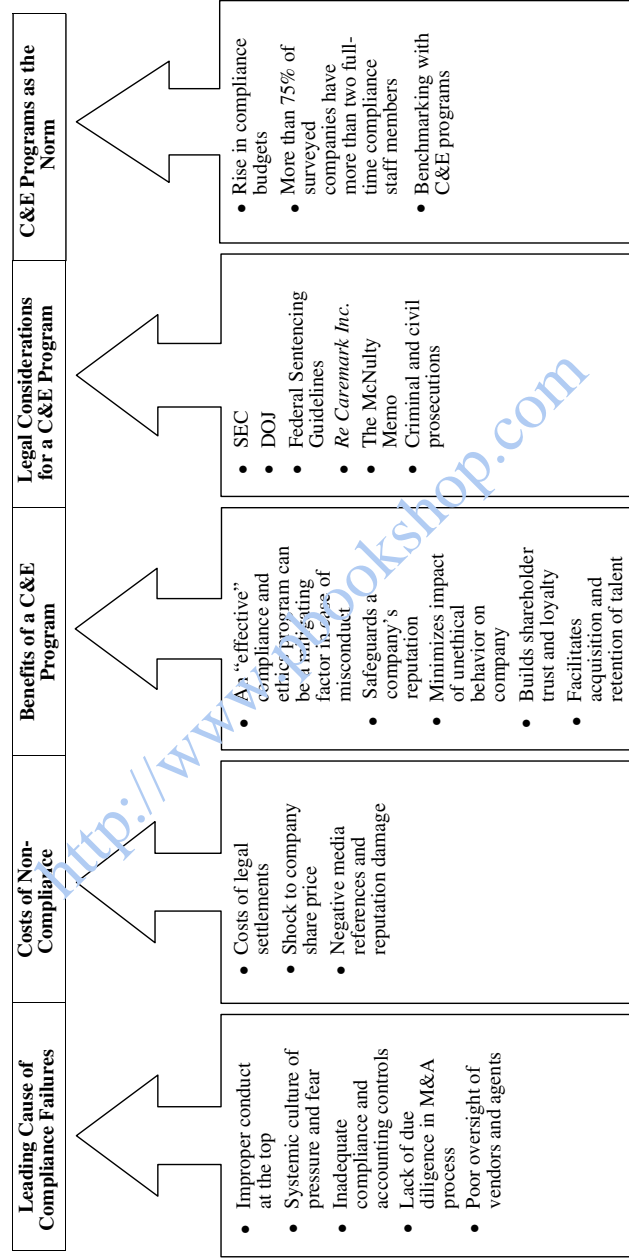 Leading Cause of
Compliance Failures
• Improper conduct
at the top
• Systemic culture of
pressure and fear
• Inadequate
compliance and
accounting controls
• Lack of due
diligence in M&A
process
• Poor oversight of
vendors and agents
Costs of Non-
Compliance
• Costs of legal
settlements
• Shock to company
share price
• Negative media
references and
reputation damage
Benefits of a C&E
Program
• An “effective”
compliance and
ethics program can
be a mitigating
factor in case of
misconduct
• Safeguards a
company’s
reputation
• Minimizes impact
of unethical
behavior on
company
• Builds shareholder
trust and loyalty
• Facilitates
acquisition and
retention of talent
Legal Considerations
for a C&E Program
• SEC
• DOJ
• Federal Sentencing
Guidelines
• Re Caremark Inc.
• The McNulty
Memo
• Criminal and civil
prosecutions
C&E Programs as the
Norm
• Rise in compliance
budgets
• More than 75% of
surveyed
companies have
more than two full-
time compliance
staff members
• Benchmarking with
C&E programs
http://www.pbookshop.com